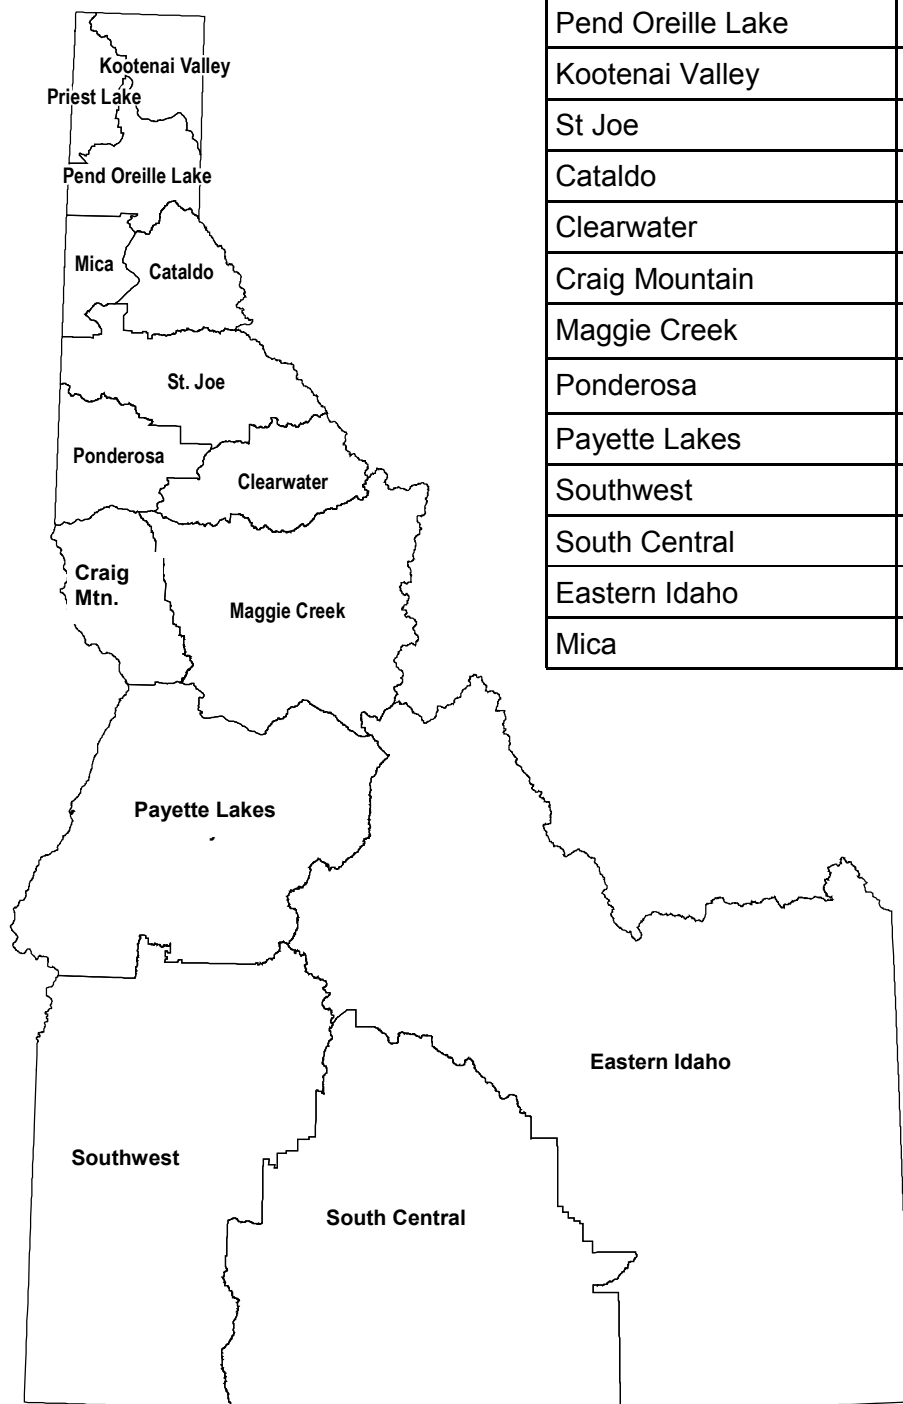 Kootenai Valley
Priest Lake
Pend Oreille Lake
Mica
Cataldo
St. Joe
Ponderosa
Clearwater
Craig
Mtn.
Maggie Creek
Payette Lakes
Eastern Idaho
Southwest
South Central
Pend Oreille Lake
Kootenai Valley
St Joe
Cataldo
Clearwater
Craig Mountain
Maggie Creek
Ponderosa
Payette Lakes
Southwest
South Central
Eastern Idaho
Mica